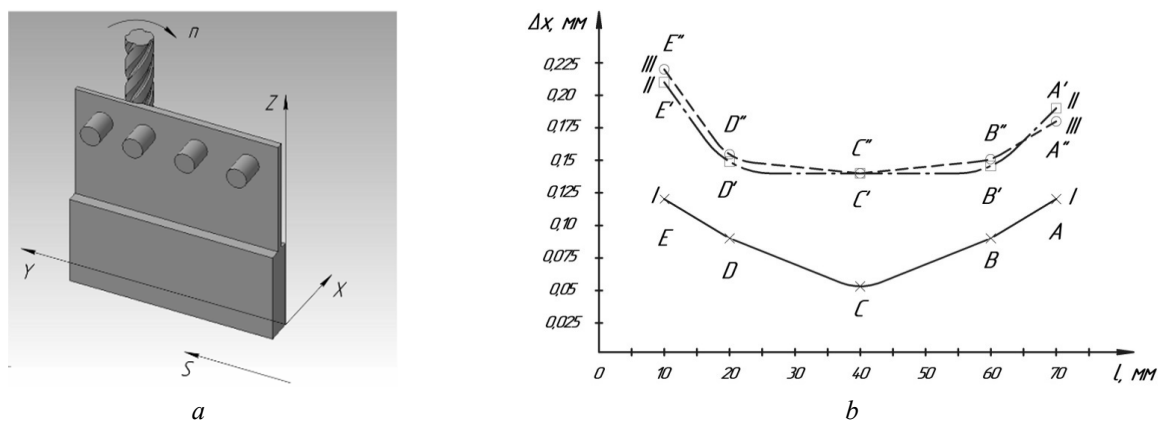 n
Z
Y
X
S
a
Δx, мм
0,225
0,20
0,175
0,15
0,125
0,10
0,075
0,05
0,025
0 10 20 30 40 50 60 70 l, мм
III E"
II E'
D"
D'
C"
C'
B"
B'
A' II
A" III
I E
D
C
B
A I
b